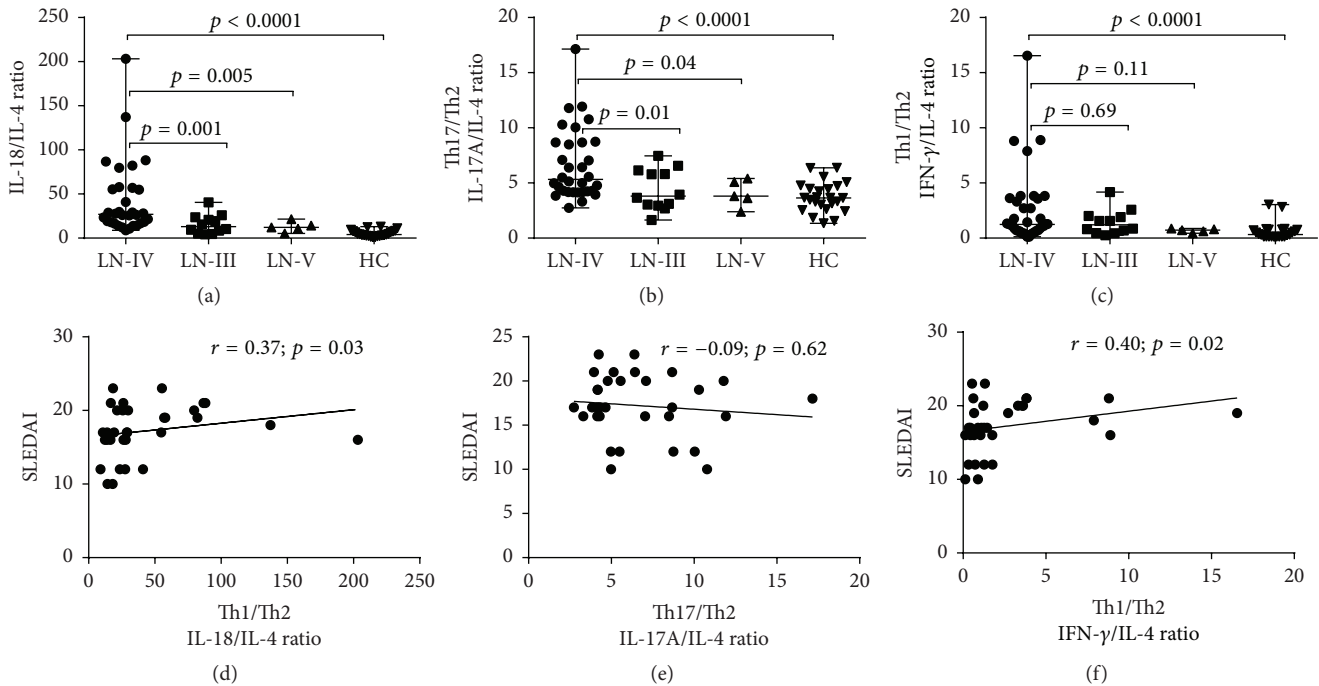 IL-18/IL-4 ratio
250
200
150
100
50
0
p < 0.0001
p = 0.005
p = 0.001
LN-IV LN-III LN-V HC
(a)
Th17/Th2
IL-17A/IL-4 ratio
20
15
10
5
0
p < 0.0001
p = 0.04
p = 0.01
LN-IV LN-III LN-V HC
(b)
Th1/Th2
IFN-γ/IL-4 ratio
20
15
10
5
0
p < 0.0001
p = 0.11
p = 0.69
LN-IV LN-III LN-V HC
(c)
SLEDAI
30
20
10
0
r = 0.37; p = 0.03
0 50 100 150 200 250
Th1/Th2
IL-18/IL-4 ratio
(d)
SLEDAI
25
20
15
10
5
0
r = −0.09; p = 0.62
0 5 10 15 20
Th17/Th2
IL-17A/IL-4 ratio
(e)
SLEDAI
30
20
10
0
r = 0.40; p = 0.02
0 5 10 15 20
Th1/Th2
IFN-γ/IL-4 ratio
(f)